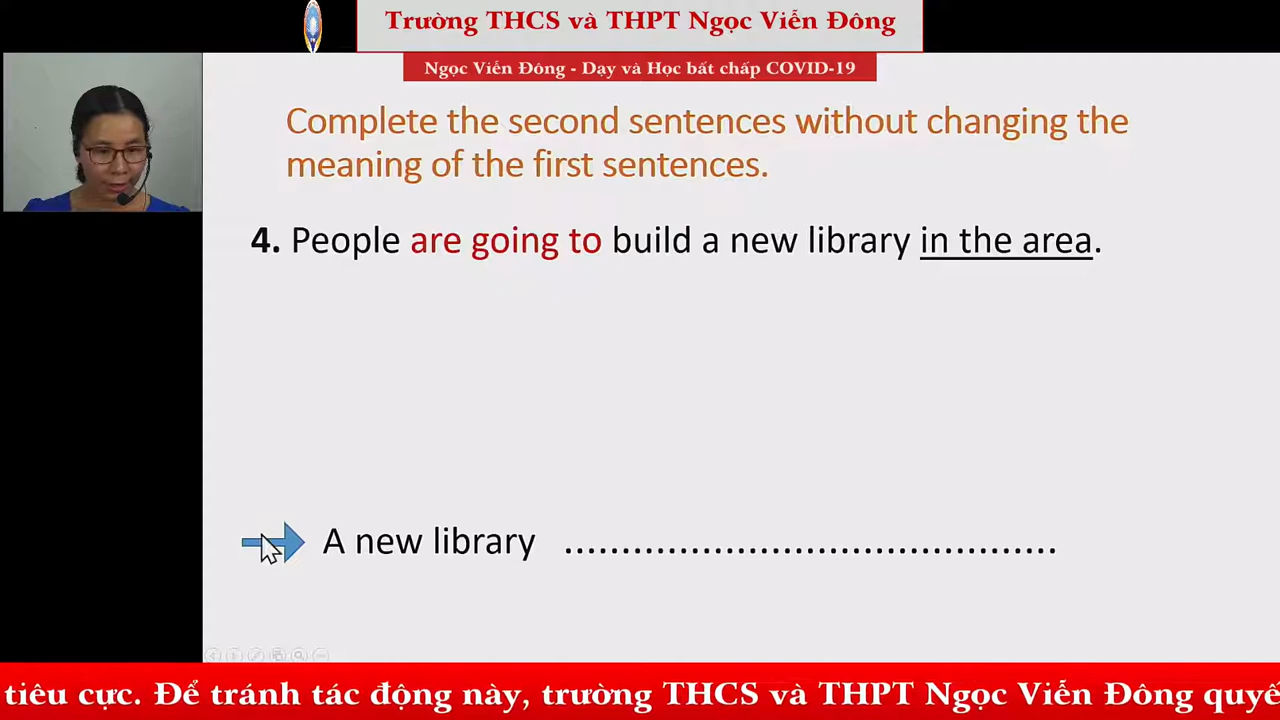 Trường THCS và THPT Ngọc Viễn Đông
Ngọc Viễn Đông - Dạy và Học bất chấp COVID-19
Complete the second sentences without changing the
meaning of the first sentences.
4. People are going to build a new library in the area.
A new library ...........................................
tiêu cực. Để tránh tác động này, trường THCS và THPT Ngọc Viễn Đông quyế